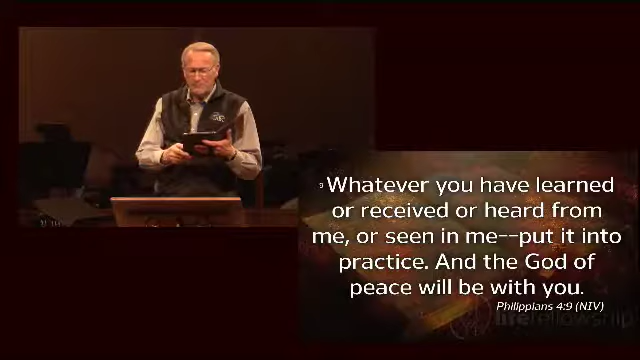 9 Whatever you have learned
or received or heard from
me, or seen in me--put it into
practice. And the God of
peace will be with you.
Philippians 4:9 (NIV)
lifefellowship